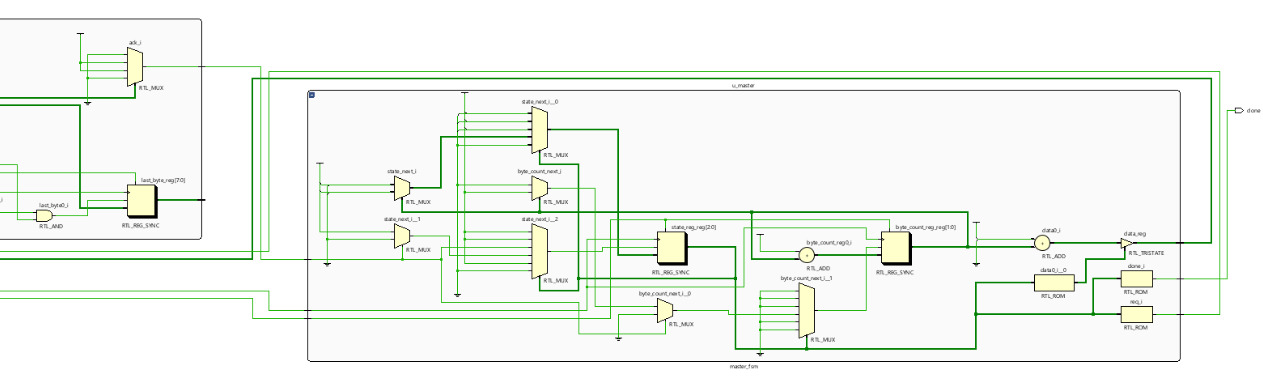 ack_i
RTL_MUX
last_byte_reg[7:0]
last_byte0_i
RTL_AND
RTL_REG_SYNC
u_master
state_next_i__0
RTL_MUX
state_next_i
RTL_MUX
byte_count_next_i
RTL_MUX
state_next_i__1
RTL_MUX
state_next_i__2
RTL_MUX
state_reg_reg[2:0]
RTL_REG_SYNC
byte_count_reg0_i
RTL_ADD
byte_count_reg_reg[1:0]
RTL_REG_SYNC
byte_count_next_i__0
RTL_MUX
byte_count_next_i__1
RTL_MUX
data0_i
RTL_ADD
data0_i__0
RTL_ROM
data_reg
RTL_TRISTATE
done_i
RTL_ROM
req_i
RTL_ROM
done
master_fsm